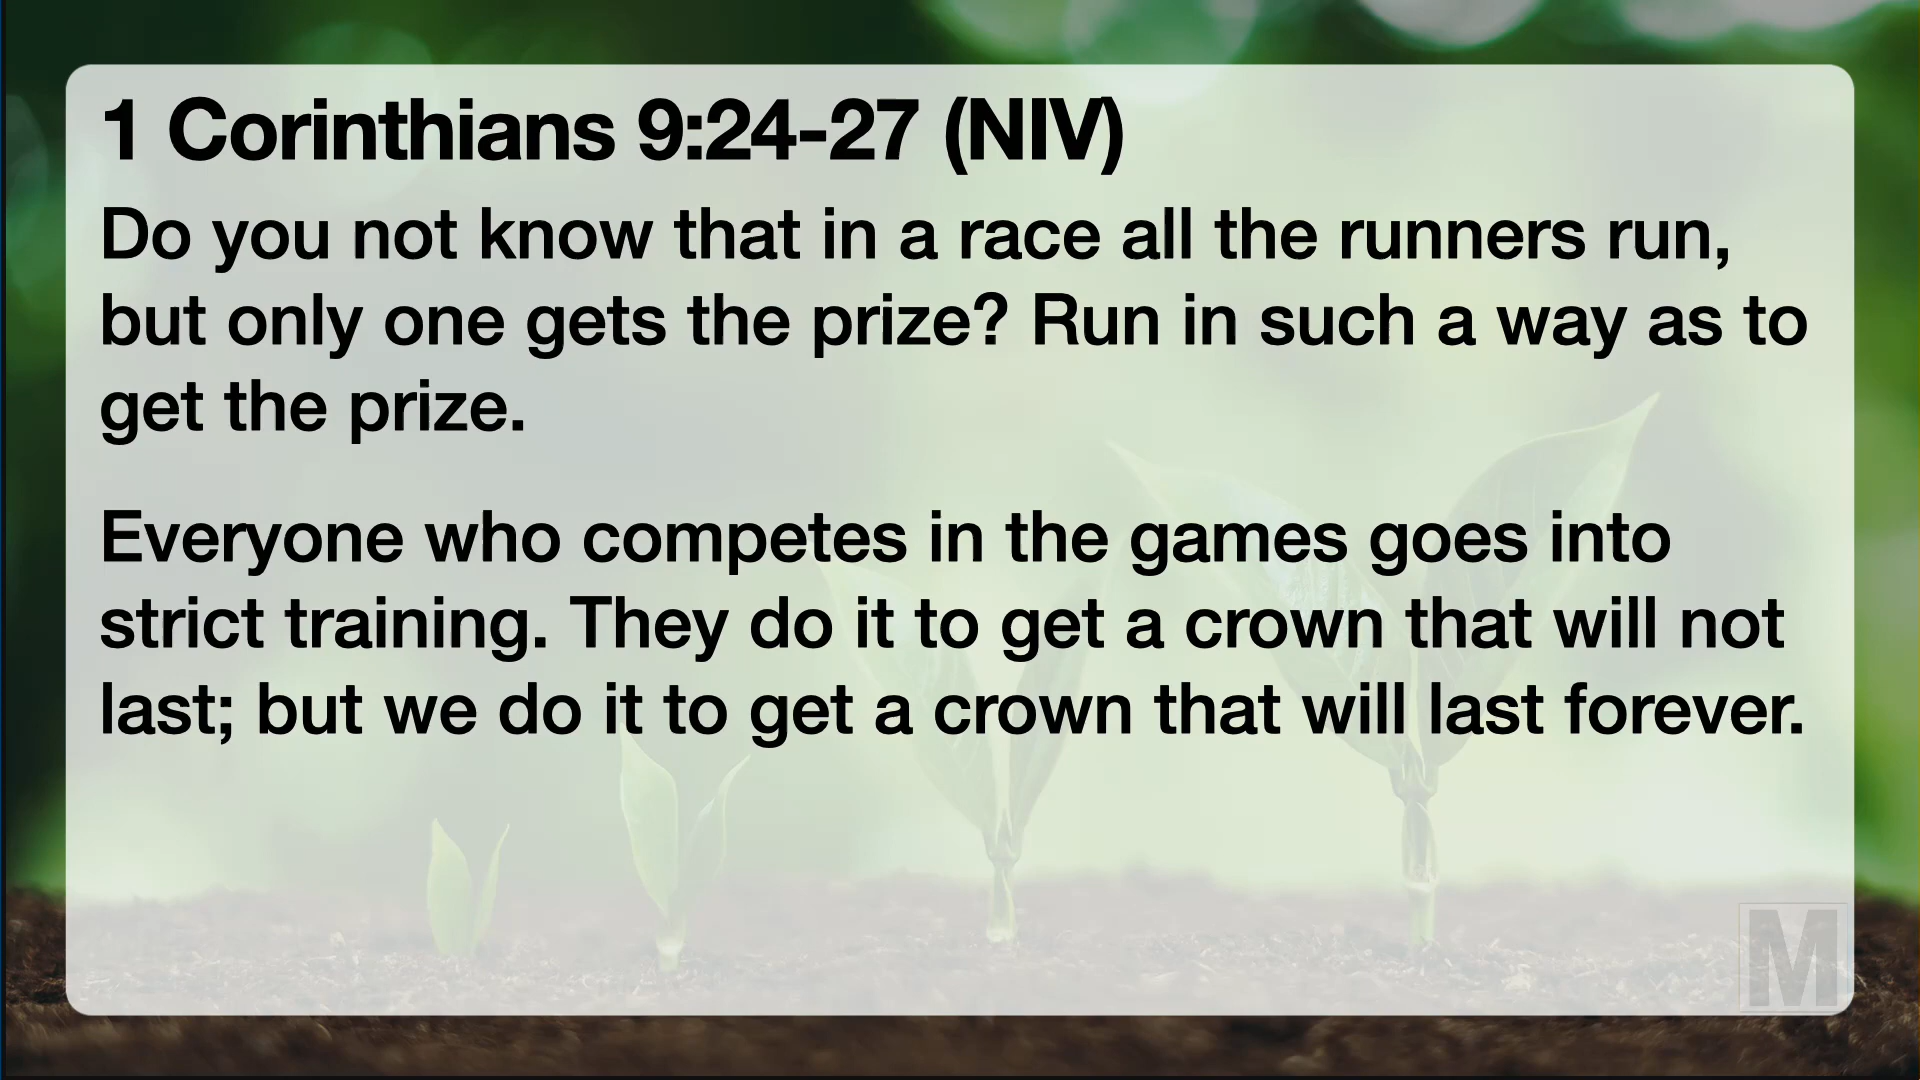 1 Corinthians 9:24-27 (NIV)
Do you not know that in a race all the runners run,
but only one gets the prize? Run in such a way as to
get the prize.
Everyone who competes in the games goes into
strict training. They do it to get a crown that will not
last; but we do it to get a crown that will last forever.
M